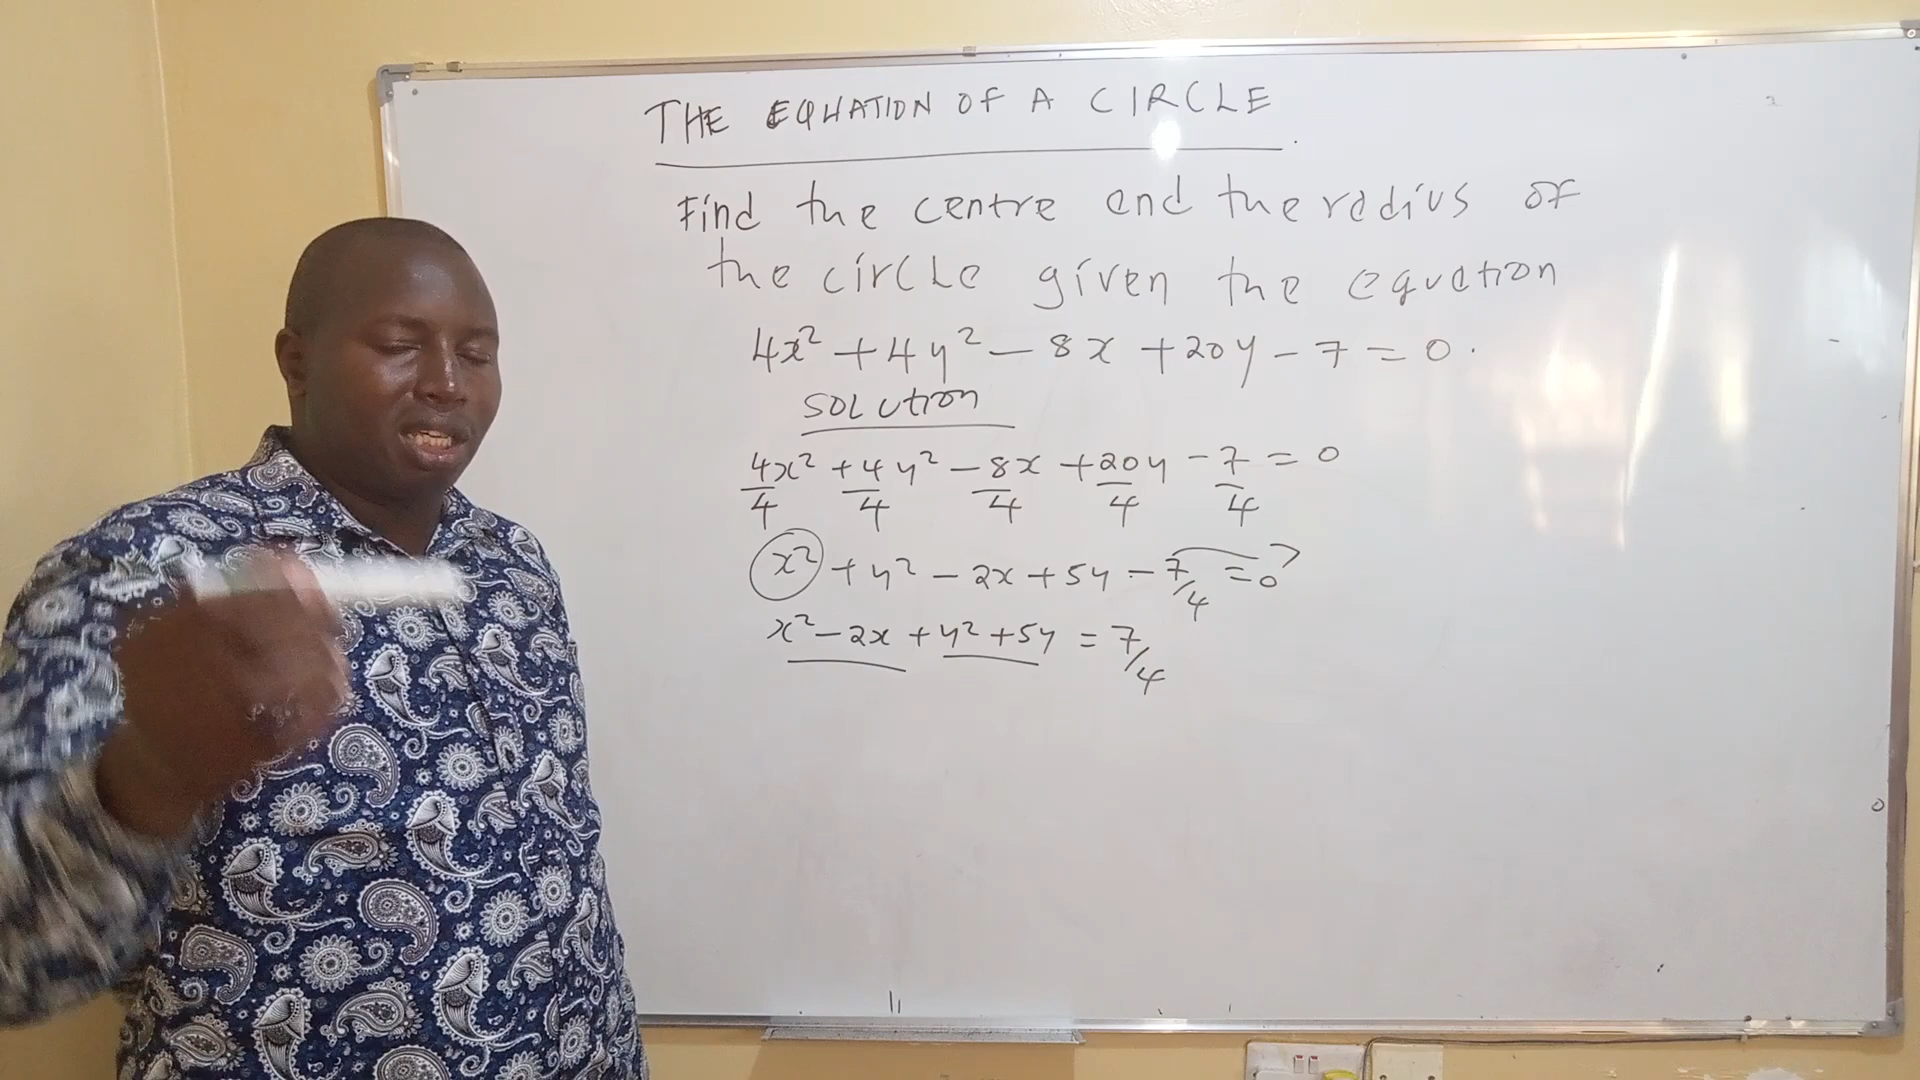 THE EQUATION OF A CIRCLE.
Find the centre and the radius of
the circle given the equation
4x² + 4y² - 8x + 20y - 7 = 0.
Solution
4x²/4 + 4y²/4 - 8x/4 + 20y/4 - 7/4 = 0
x² + y² - 2x + 5y - 7/4 = 0
x² - 2x + y² + 5y = 7/4